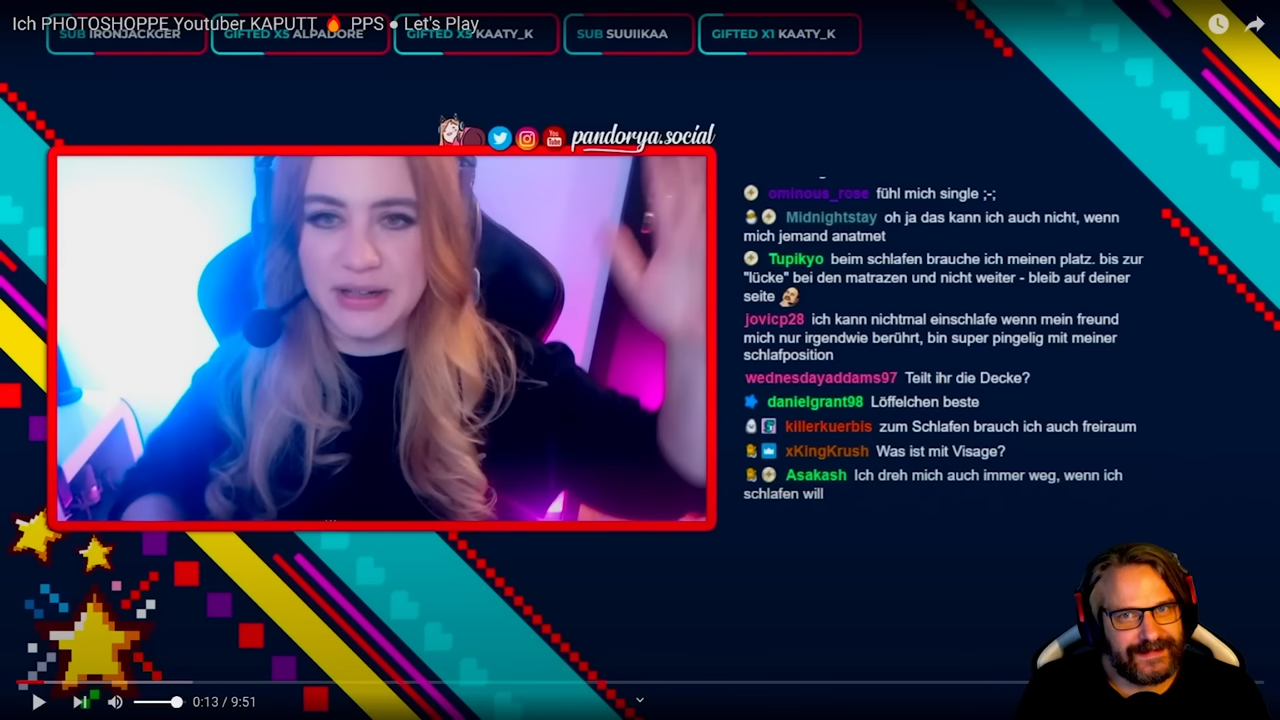 Ich PHOTOSHOPPE Youtuber KAPUTT 🔥 PPS ● Let's Play
SUB IRONJACKGER
GIFTED X5 ALPADORE
GIFTED X5 KAATY_K
SUB SUUIIKAA
GIFTED X1 KAATY_K
You
Tube
pandorya.social
ominous_rose fühl mich single ;-;
Midnightstay oh ja das kann ich auch nicht, wenn
mich jemand anatmet
Tupikyo beim schlafen brauche ich meinen platz. bis zur
"lücke" bei den matrazen und nicht weiter - bleib auf deiner
seite
jovicp28 ich kann nichtmal einschlafe wenn mein freund
mich nur irgendwie berührt, bin super pingelig mit meiner
schlafposition
wednesdayaddams97 Teilt ihr die Decke?
danielgrant98 Löffelchen beste
killerkuerbis zum Schlafen brauch ich auch freiraum
xKingKrush Was ist mit Visage?
Asakash Ich dreh mich auch immer weg, wenn ich
schlafen will
0:13 / 9:51